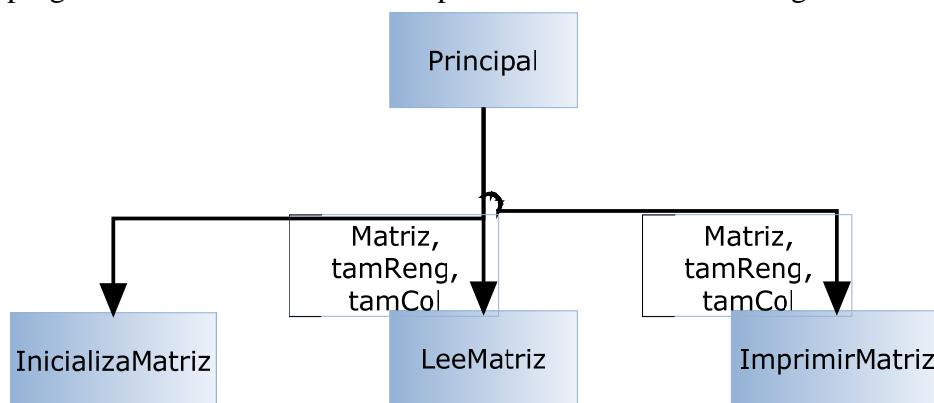 Principal
Matriz,
tamReng,
tamCol
Matriz,
tamReng,
tamCol
InicializaMatriz
LeeMatriz
ImprimirMatriz